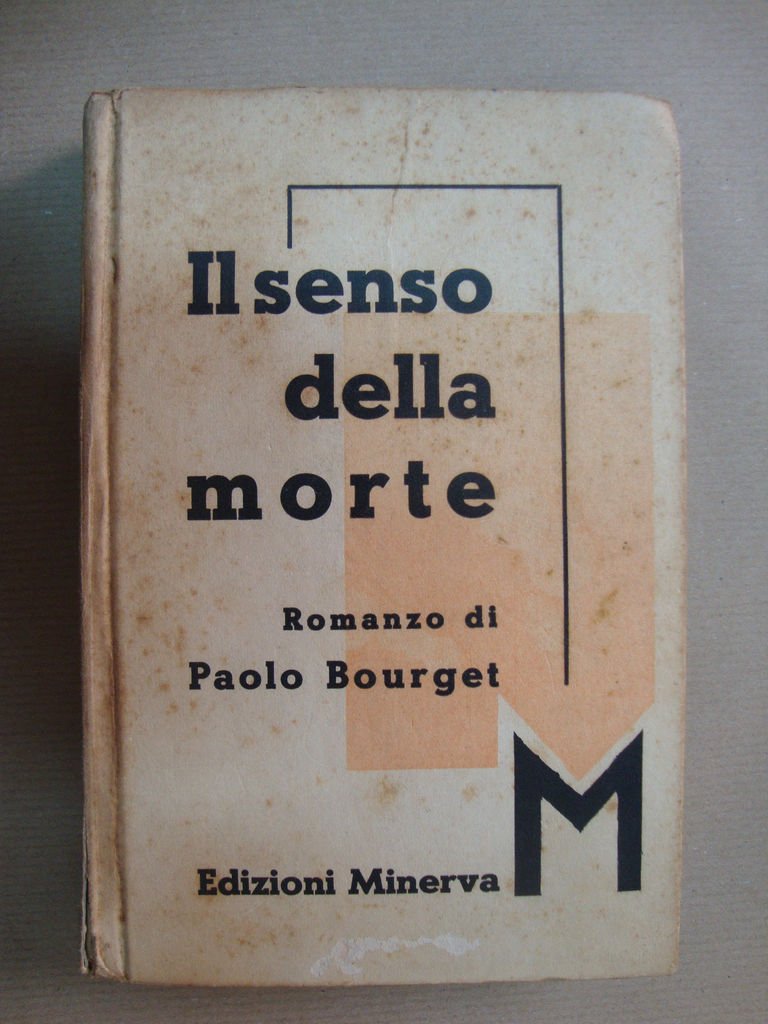 Il senso
della
morte
Romanzo di
Paolo Bourget
M
Edizioni Minerva